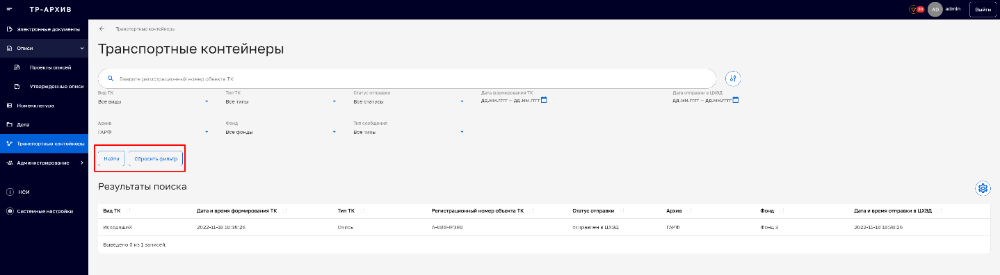 ТР-АРХИВ
30
AD
admin
Выйти
Электронные документы
Описи
Проекты описей
Утвержденные описи
Номенклатура
Дела
Транспортные контейнеры
Администрирование
НСИ
Системные настройки
Транспортные контейнеры
Транспортные контейнеры
Введите регистрационный номер объекта ТК
Вид ТК Тип ТК Статус отправки Дата формирования ТК Дата отправки в ЦХЭД
Все виды Все типы Все статусы дд.мм.гггг — дд.мм.гггг дд.мм.гггг — дд.мм.гггг
Архив Фонд Тип сообщения
ГАРФ Все фонды Все типы
Найти Сбросить фильтр
Результаты поиска
Вид ТК Дата и время формирования ТК Тип ТК Регистрационный номер объекта ТК Статус отправки Архив Фонд Дата и время отправки в ЦХЭД
Исходящий 2022-11-18 18:38:26 Опись А-686НР398 отправлен в ЦХЭД ГАРФ Фонд 3 2022-11-18 18:38:26
Выведено 0 из 1 записей.